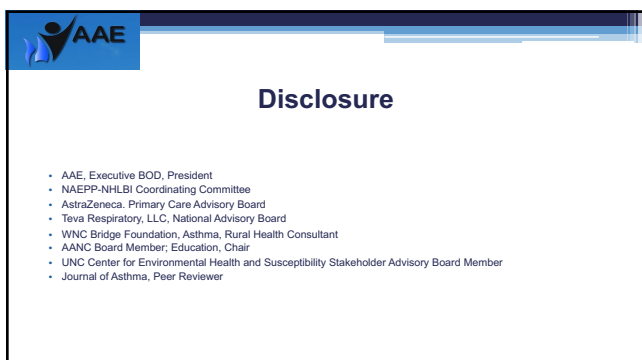 AAE
Disclosure
• AAE, Executive BOD, President
• NAEPP-NHLBI Coordinating Committee
• AstraZeneca. Primary Care Advisory Board
• Teva Respiratory, LLC, National Advisory Board
• WNC Bridge Foundation, Asthma, Rural Health Consultant
• AANC Board Member; Education, Chair
• UNC Center for Environmental Health and Susceptibility Stakeholder Advisory Board Member
• Journal of Asthma, Peer Reviewer